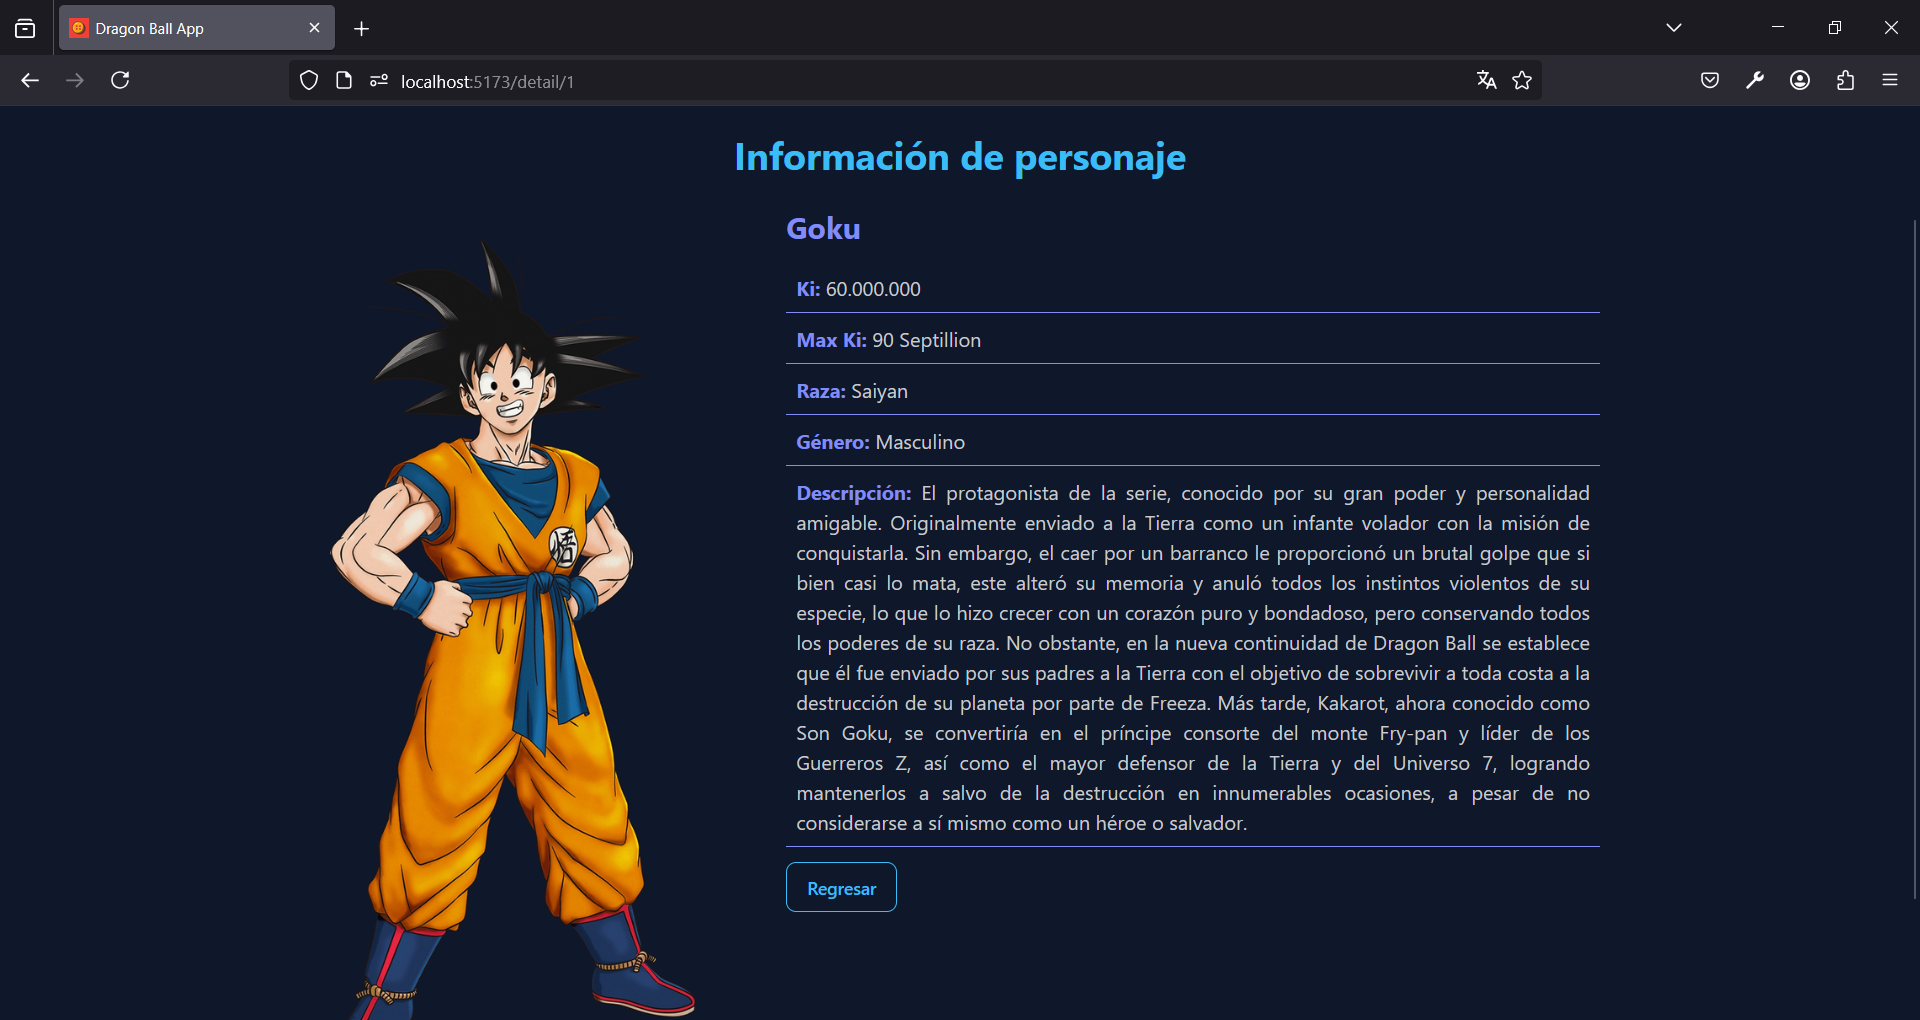 Dragon Ball App
localhost:5173/detail/1
Información de personaje
Goku
Ki: 60.000.000
Max Ki: 90 Septillion
Raza: Saiyan
Género: Masculino
Descripción: El protagonista de la serie, conocido por su gran poder y personalidad
amigable. Originalmente enviado a la Tierra como un infante volador con la misión de
conquistarla. Sin embargo, el caer por un barranco le proporcionó un brutal golpe que si
bien casi lo mata, este alteró su memoria y anuló todos los instintos violentos de su
especie, lo que lo hizo crecer con un corazón puro y bondadoso, pero conservando todos
los poderes de su raza. No obstante, en la nueva continuidad de Dragon Ball se establece
que él fue enviado por sus padres a la Tierra con el objetivo de sobrevivir a toda costa a la
destrucción de su planeta por parte de Freeza. Más tarde, Kakarot, ahora conocido como
Son Goku, se convertiría en el príncipe consorte del monte Fry-pan y líder de los
Guerreros Z, así como el mayor defensor de la Tierra y del Universo 7, logrando
mantenerlos a salvo de la destrucción en innumerables ocasiones, a pesar de no
considerarse a sí mismo como un héroe o salvador.
Regresar
悟